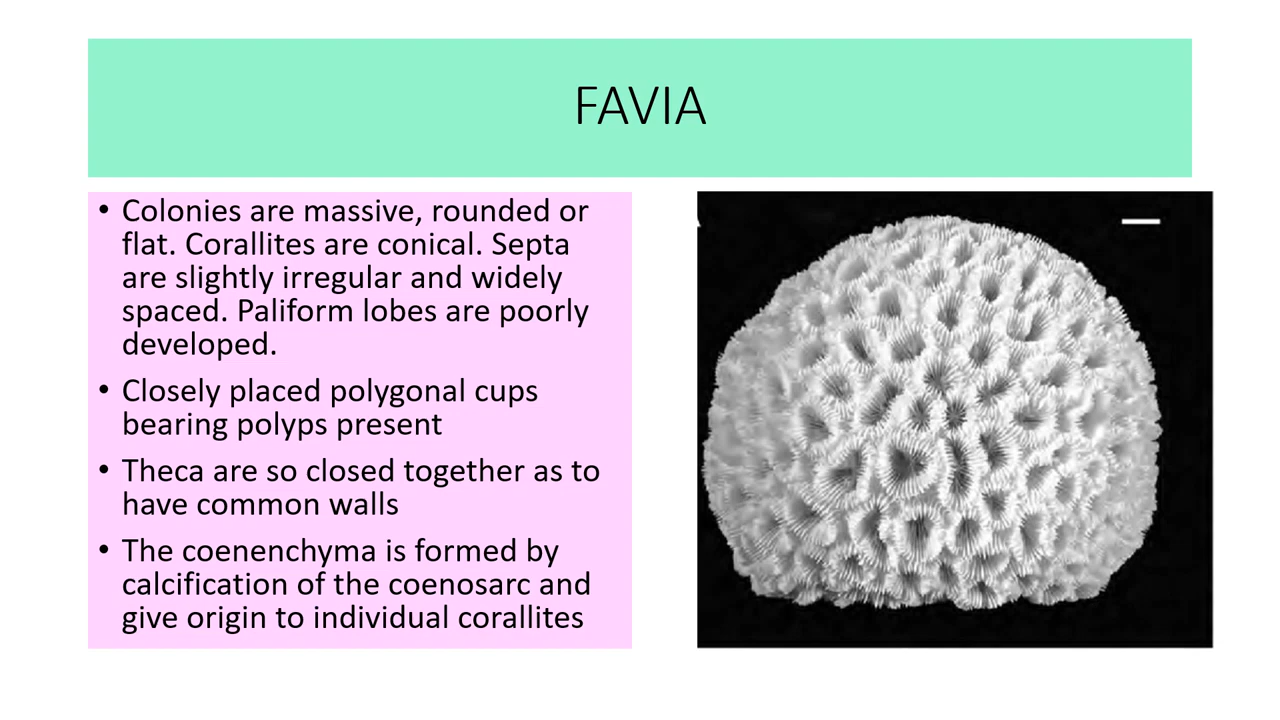 FAVIA
• Colonies are massive, rounded or
flat. Corallites are conical. Septa
are slightly irregular and widely
spaced. Paliform lobes are poorly
developed.
• Closely placed polygonal cups
bearing polyps present
• Theca are so closed together as to
have common walls
• The coenenchyma is formed by
calcification of the coenosarc and
give origin to individual corallites